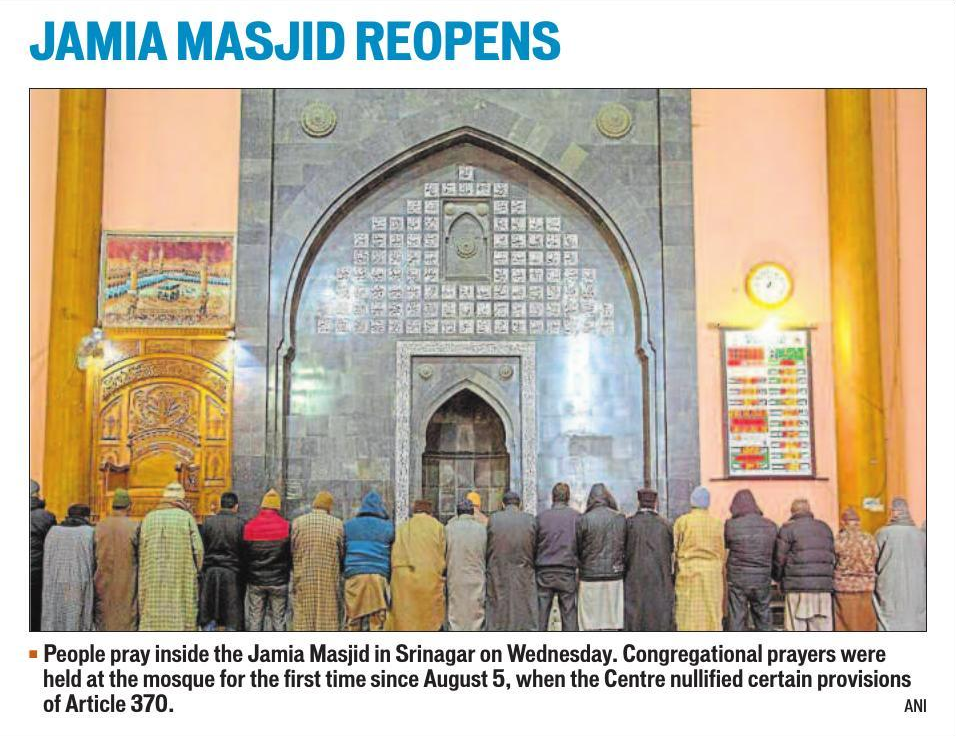 JAMIA MASJID REOPENS
People pray inside the Jamia Masjid in Srinagar on Wednesday. Congregational prayers were
held at the mosque for the first time since August 5, when the Centre nullified certain provisions
of Article 370.
ANI